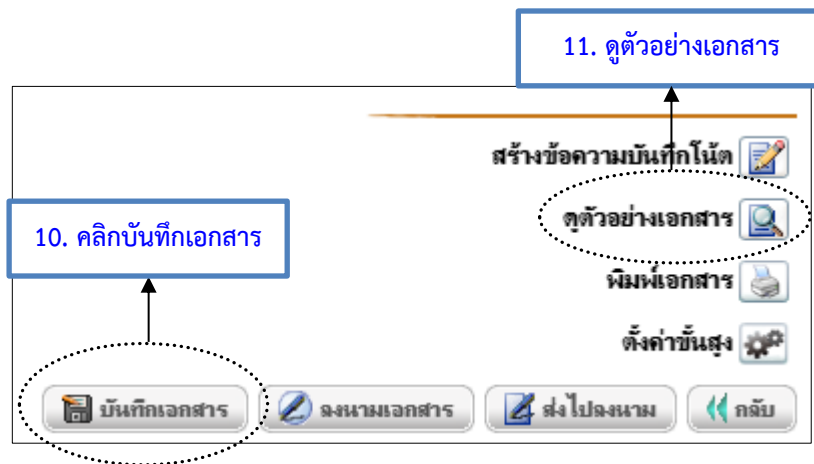 11. ดูตัวอย่างเอกสาร
สร้างข้อความบันทึกโน้ต
ดูตัวอย่างเอกสาร
10. คลิกบันทึกเอกสาร
พิมพ์เอกสาร
ตั้งค่าขั้นสูง
บันทึกเอกสาร ลงนามเอกสาร ส่งไปลงนาม กลับ